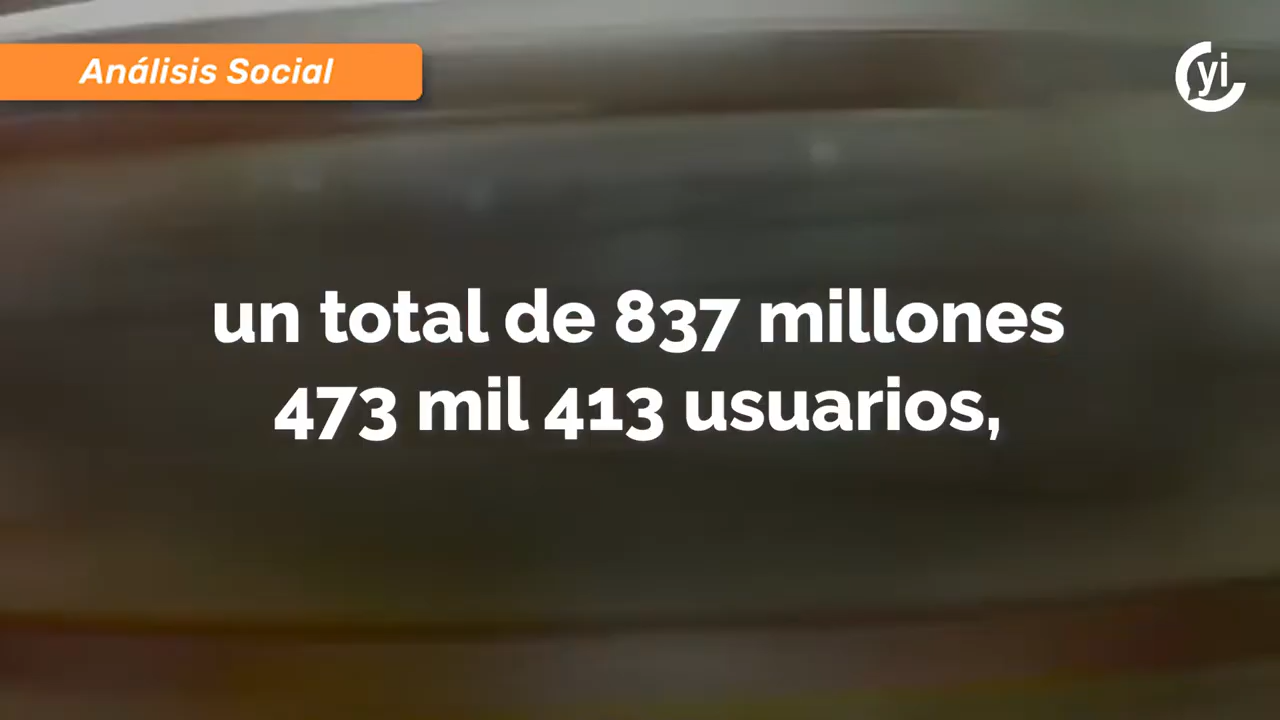 Análisis Social
yi
un total de 837 millones
473 mil 413 usuarios,